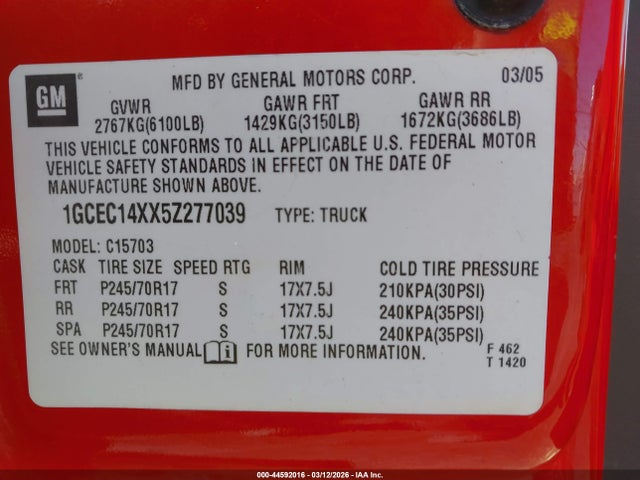 GM ®
MFD BY GENERAL MOTORS CORP. 03/05
GVWR GAWR FRT GAWR RR
2767KG(6100LB) 1429KG(3150LB) 1672KG(3686LB)
THIS VEHICLE CONFORMS TO ALL APPLICABLE U.S. FEDERAL MOTOR
VEHICLE SAFETY STANDARDS IN EFFECT ON THE DATE OF
MANUFACTURE SHOWN ABOVE.
1GCEC14XX5Z277039 TYPE: TRUCK
MODEL: C15703
CASK TIRE SIZE SPEED RTG RIM COLD TIRE PRESSURE
FRT P245/70R17 S 17X7.5J 210KPA(30PSI)
RR P245/70R17 S 17X7.5J 240KPA(35PSI)
SPA P245/70R17 S 17X7.5J 240KPA(35PSI)
SEE OWNER'S MANUAL i FOR MORE INFORMATION.
F 462
T 1420
000-44592016 - 03/12/2026 - IAA Inc.